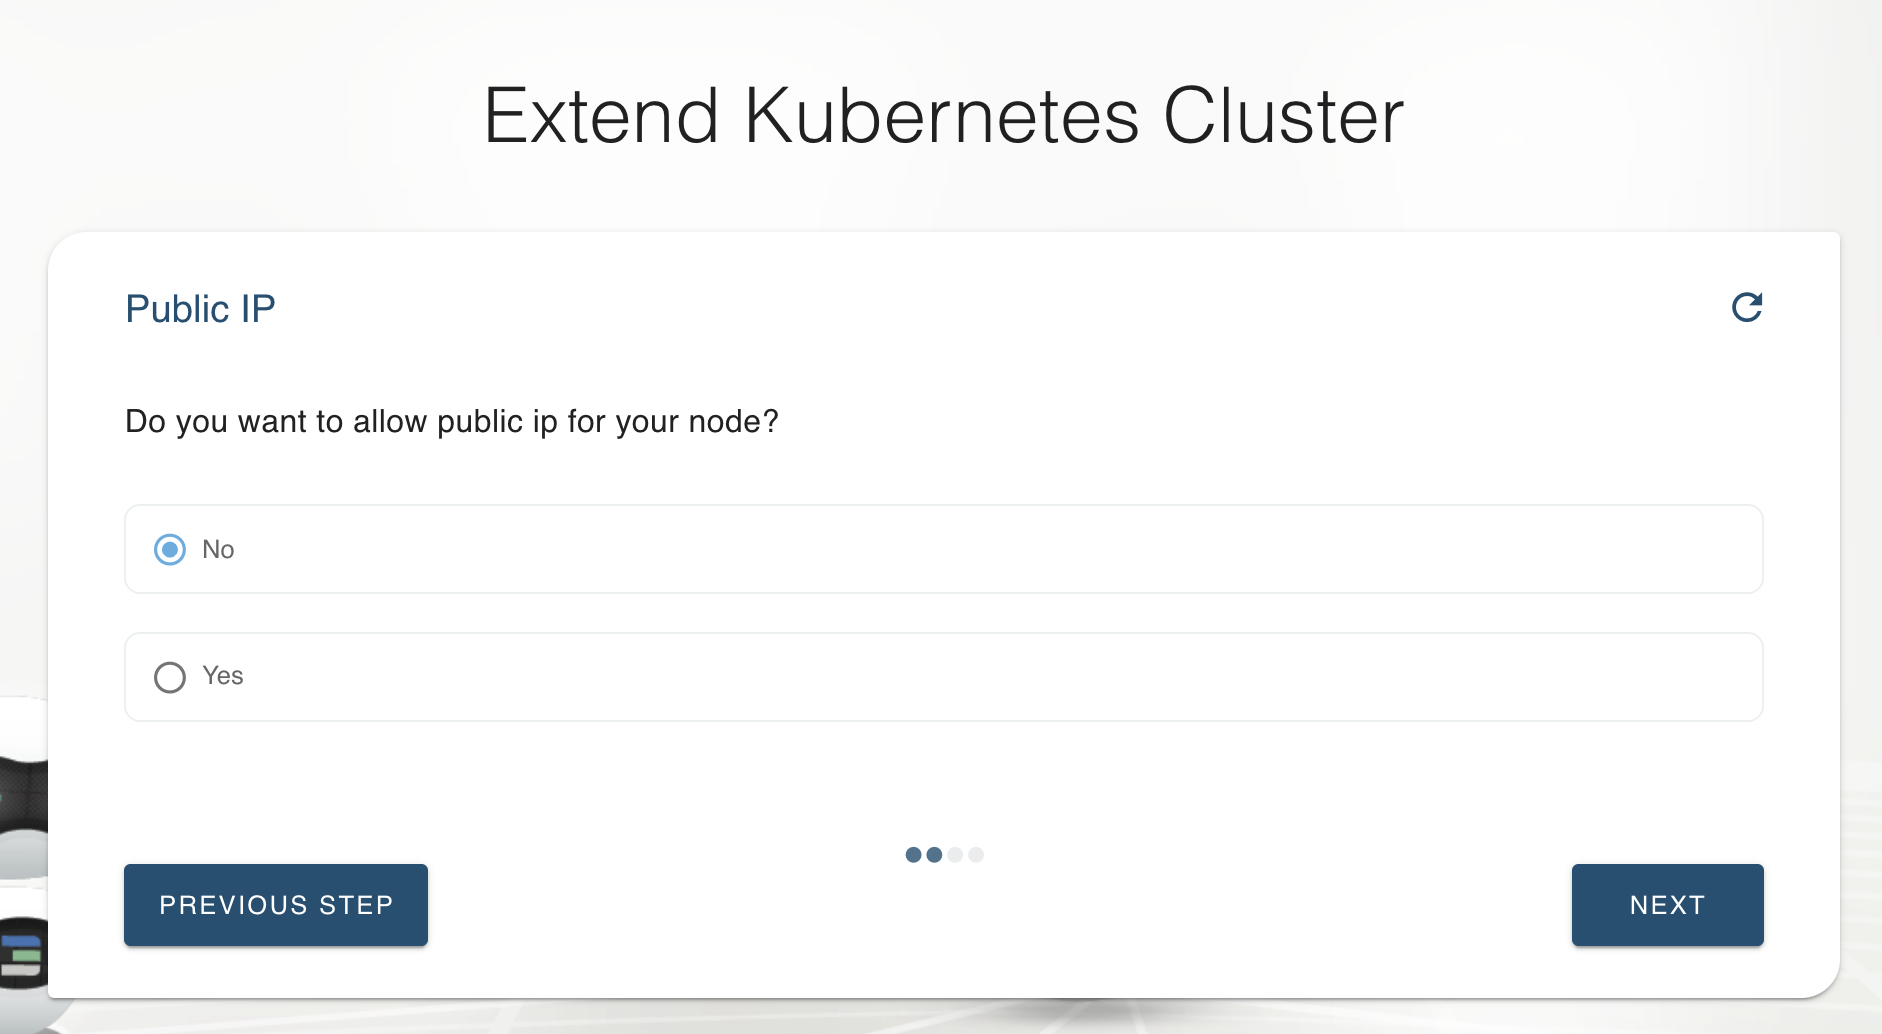 Extend Kubernetes Cluster
Public IP
Do you want to allow public ip for your node?
No
Yes
PREVIOUS STEP
NEXT